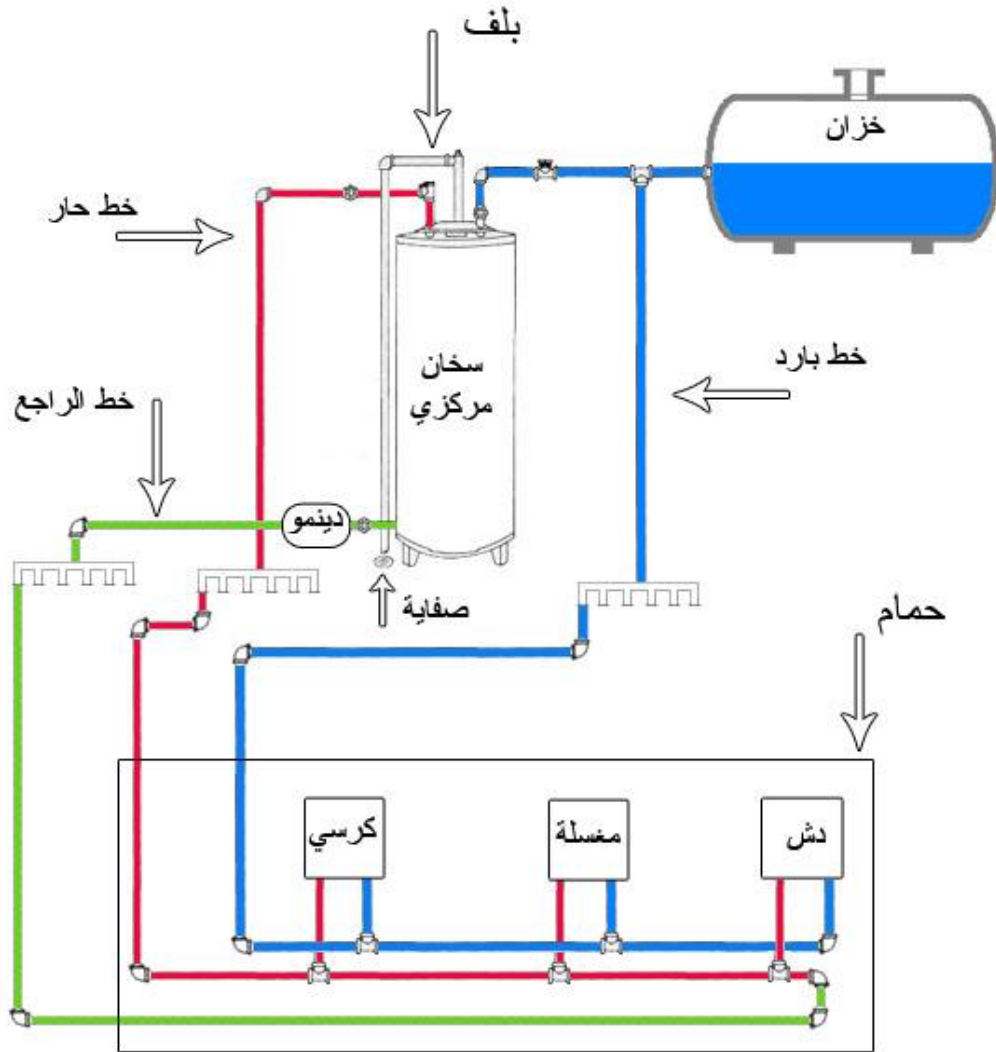 بلف
خزان
خط حار
سخان
مركزي
خط بارد
خط الراجع
دينمو
صفاية
حمام
كرسي
مغسلة
دش